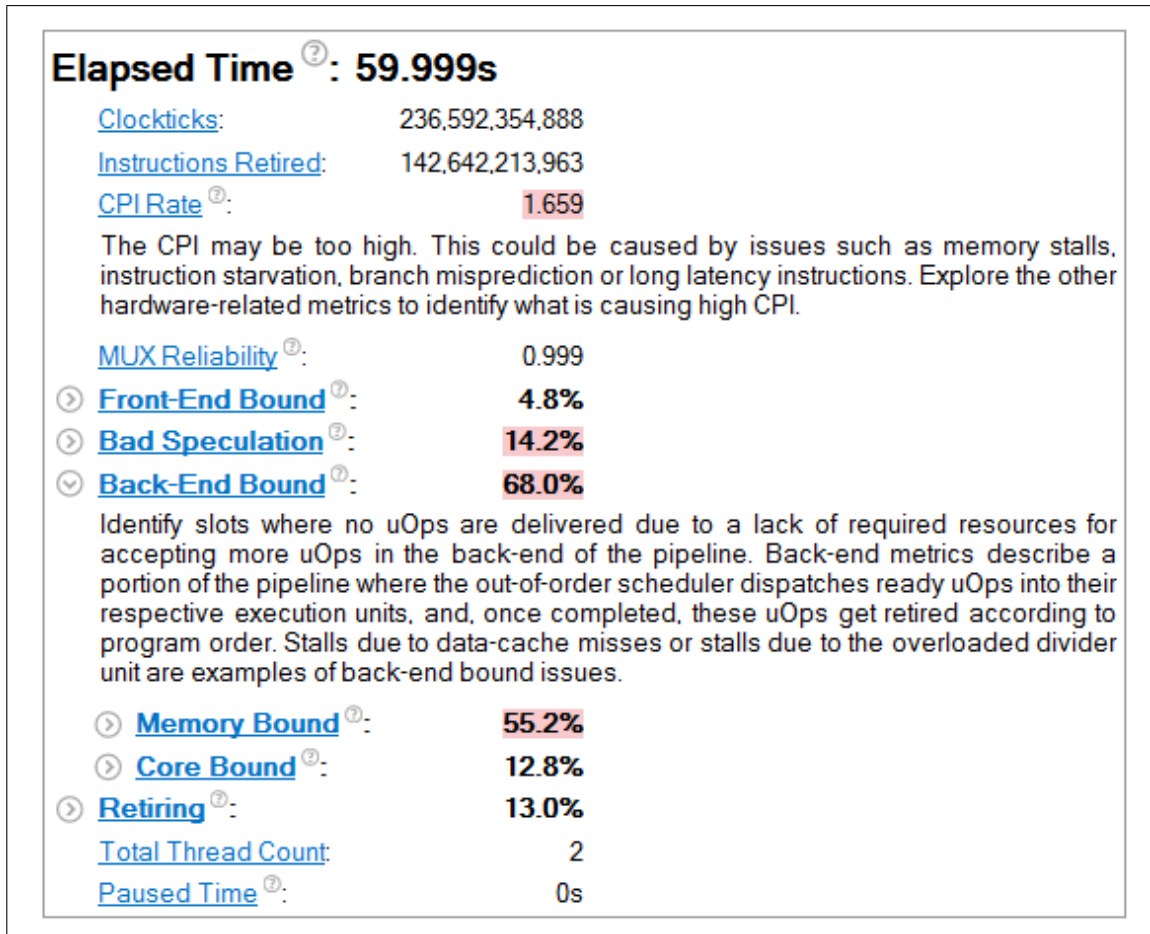 Elapsed Time ?: 59.999s
Clockticks: 236,592,354,888
Instructions Retired: 142,642,213,963
CPI Rate ?: 1.659
The CPI may be too high. This could be caused by issues such as memory stalls,
instruction starvation, branch misprediction or long latency instructions. Explore the other
hardware-related metrics to identify what is causing high CPI.
MUX Reliability ?: 0.999
Front-End Bound ?: 4.8%
Bad Speculation ?: 14.2%
Back-End Bound ?: 68.0%
Identify slots where no uOps are delivered due to a lack of required resources for
accepting more uOps in the back-end of the pipeline. Back-end metrics describe a
portion of the pipeline where the out-of-order scheduler dispatches ready uOps into their
respective execution units, and, once completed, these uOps get retired according to
program order. Stalls due to data-cache misses or stalls due to the overloaded divider
unit are examples of back-end bound issues.
Memory Bound ?: 55.2%
Core Bound ?: 12.8%
Retiring ?: 13.0%
Total Thread Count: 2
Paused Time ?: 0s